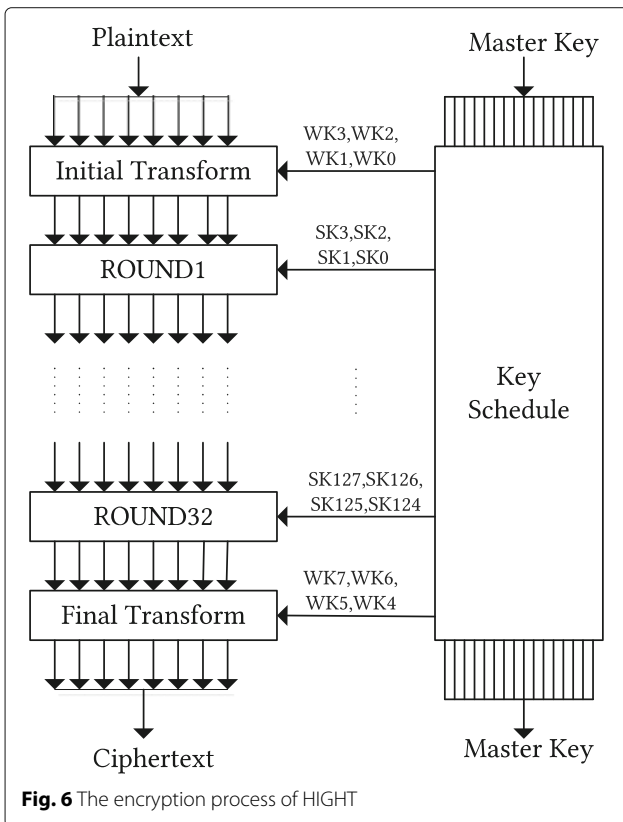 Plaintext
Master Key
WK3,WK2,
WK1,WK0
Initial Transform
SK3,SK2,
SK1,SK0
ROUND1
Key
Schedule
SK127,SK126,
SK125,SK124
ROUND32
WK7,WK6,
WK5,WK4
Final Transform
Ciphertext
Master Key
Fig. 6 The encryption process of HIGHT